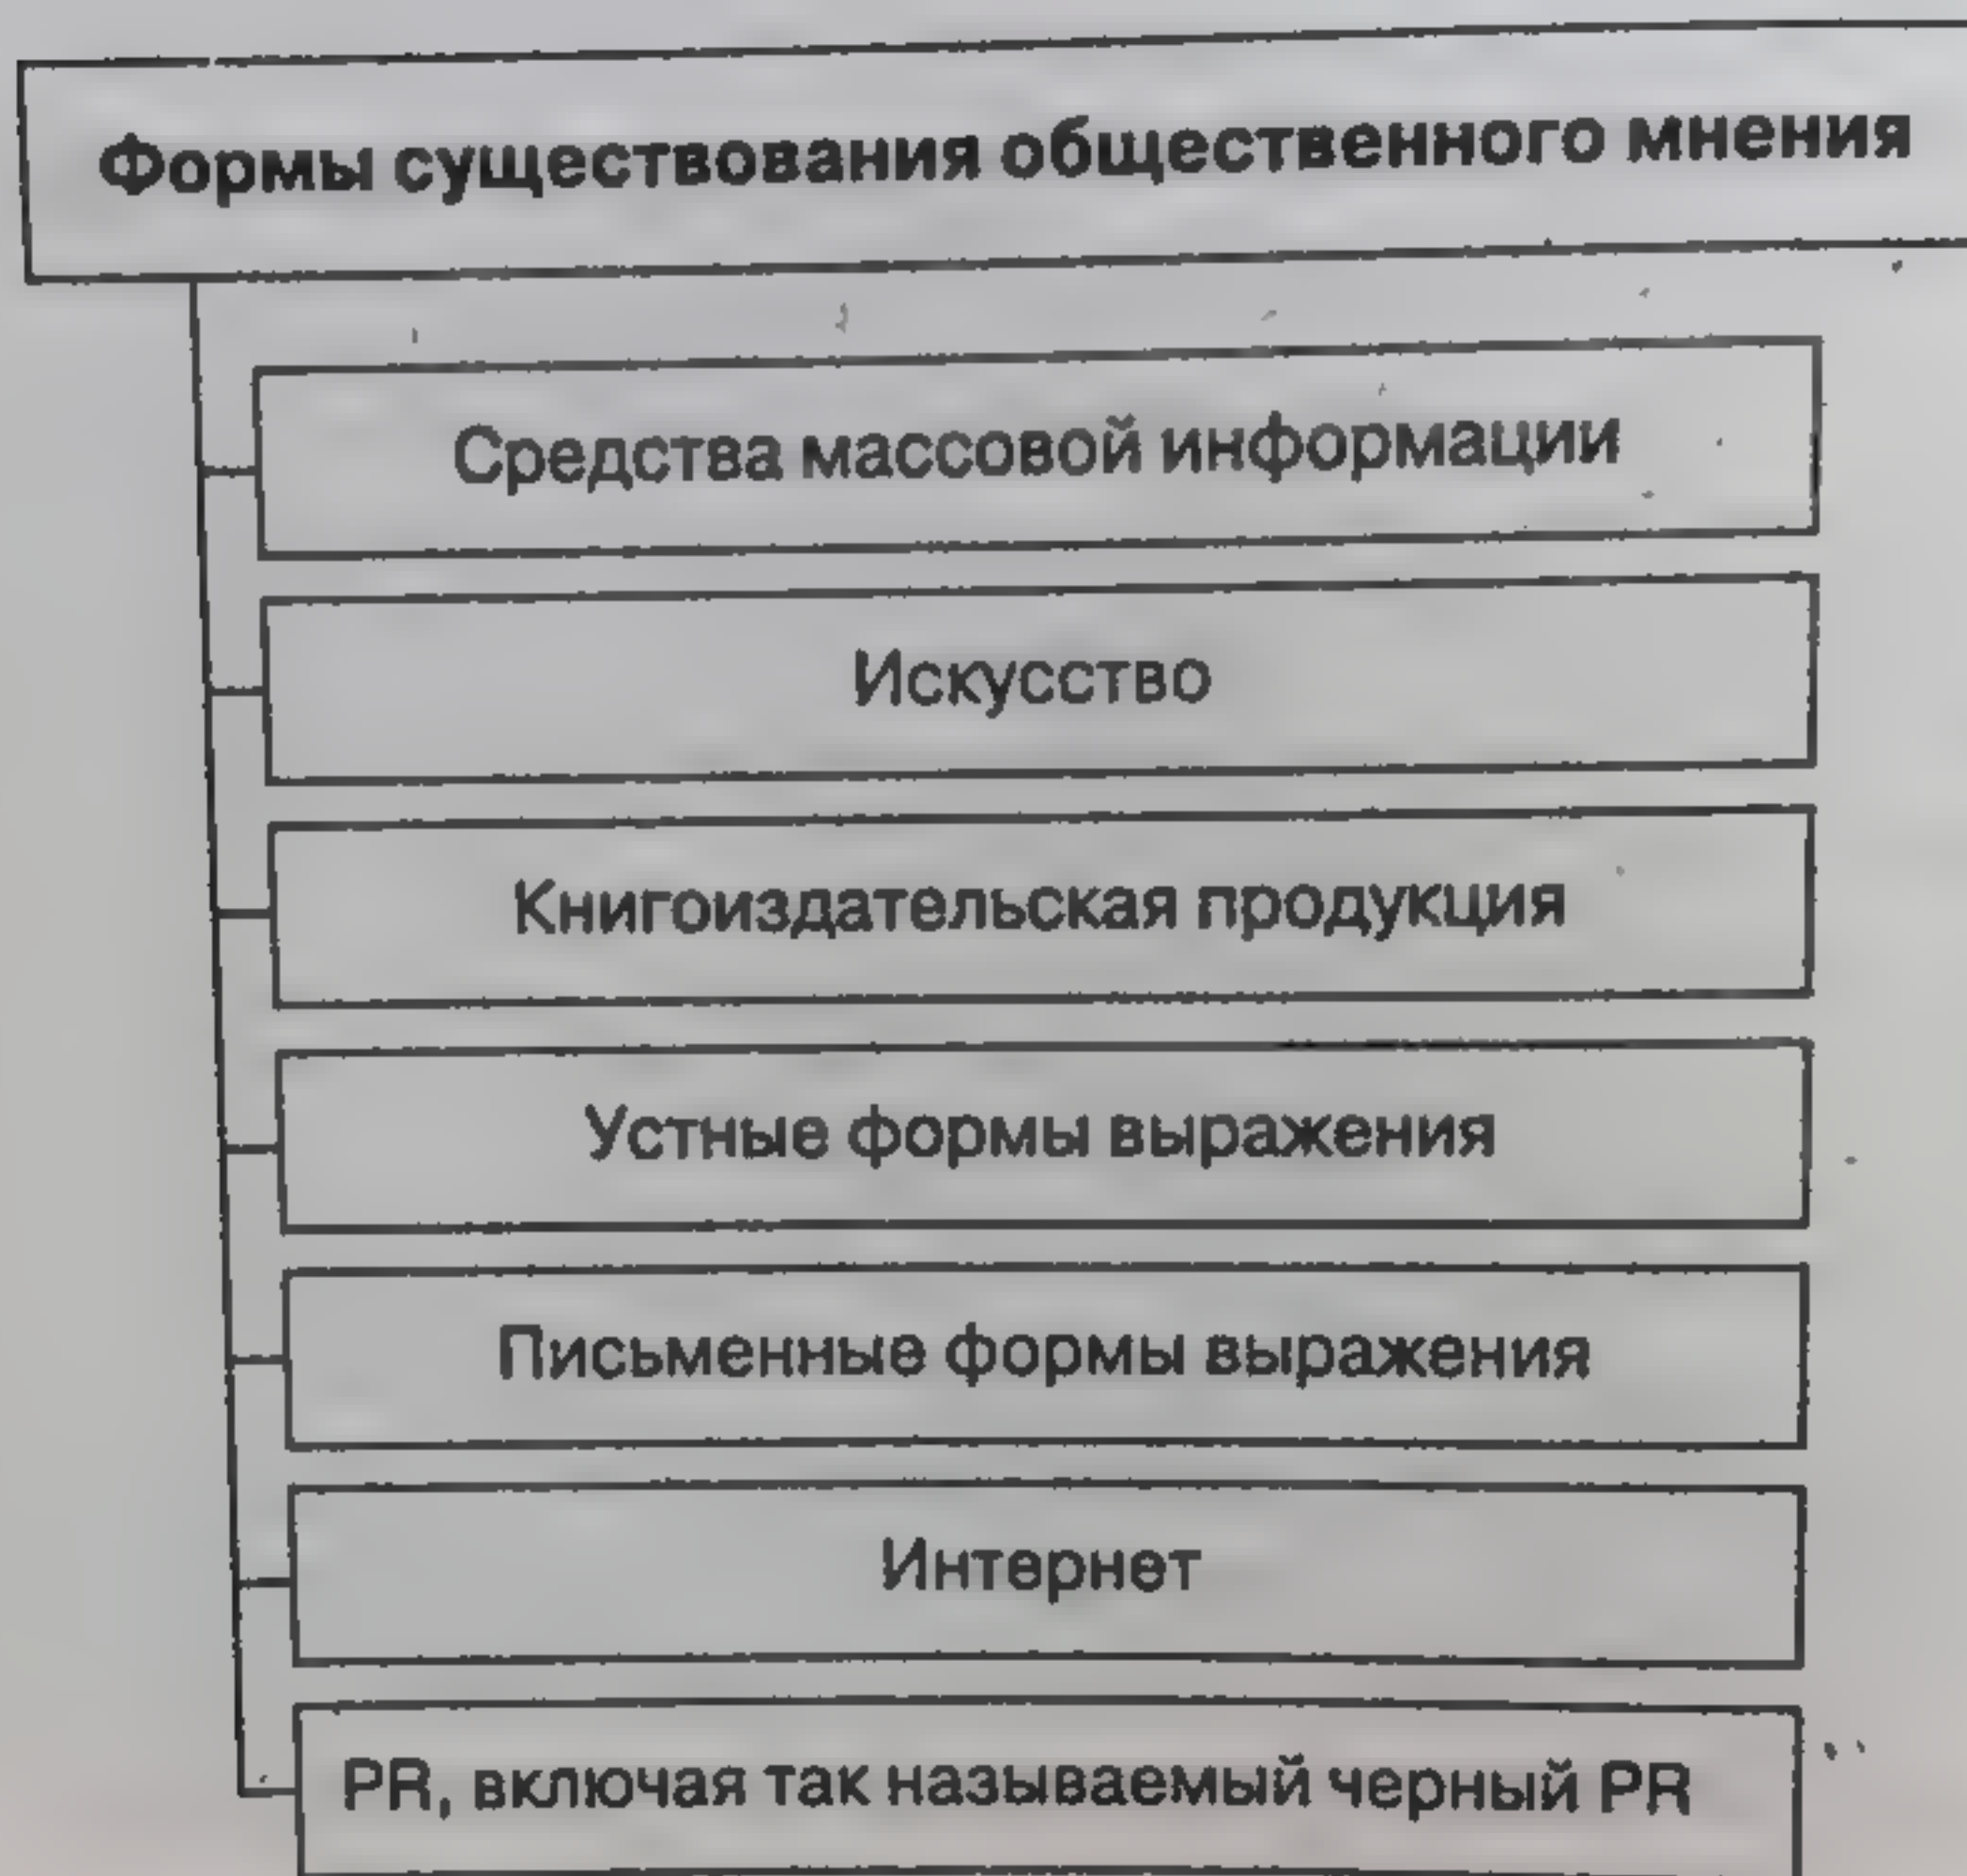 Формы существования общественного мнения
Средства массовой информации
Искусство
Книгоиздательская продукция
Устные формы выражения
Письменные формы выражения
Интернет
PR, включая так называемый черный PR